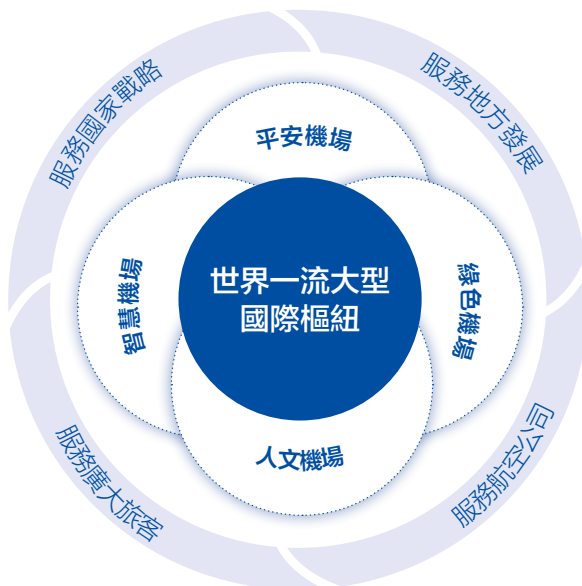 服務國家戰略
服務地方發展
平安機場
智慧機場
世界一流大型
國際樞紐
綠色機場
人文機場
服務廣大旅客
服務航空公司